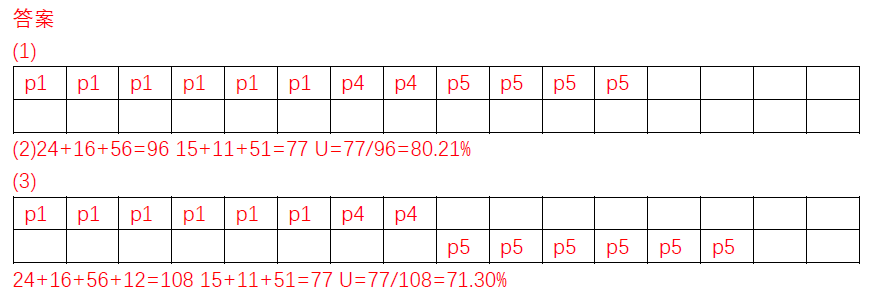 答案
(1)
p1 p1 p1 p1 p1 p1 p4 p4 p5 p5 p5 p5
(2)24+16+56=96 15+11+51=77 U=77/96=80.21%
(3)
p1 p1 p1 p1 p1 p1 p4 p4
p5 p5 p5 p5 p5 p5
24+16+56+12=108 15+11+51=77 U=77/108=71.30%